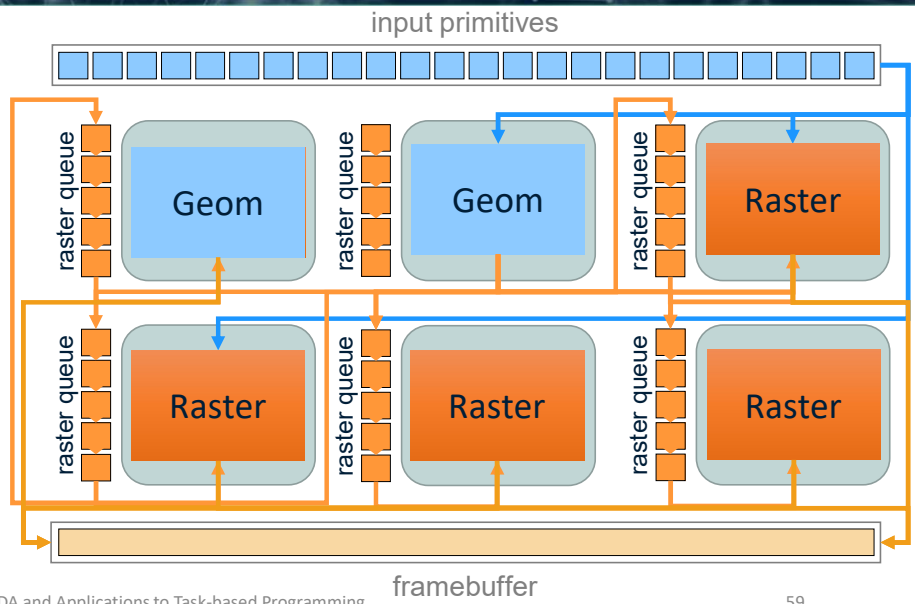 input primitives
raster queue
Geom
raster queue
Geom
raster queue
Raster
raster queue
Raster
raster queue
Raster
raster queue
Raster
framebuffer
and Applications to Task-based Programming
59